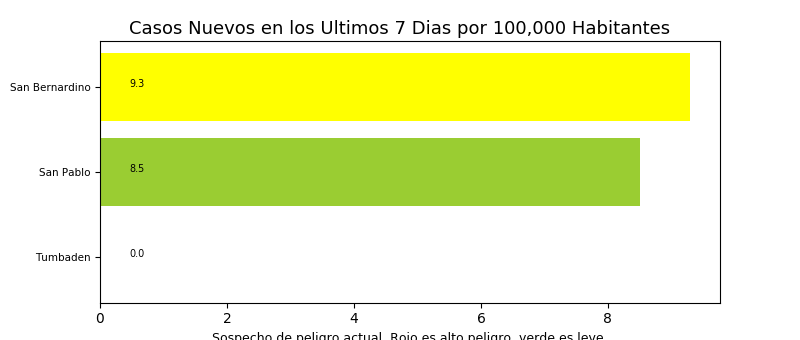 Casos Nuevos en los Ultimos 7 Dias por 100,000 Habitantes
San Bernardino
9.3
San Pablo
8.5
Tumbaden
0.0
0 2 4 6 8
Sospecho de peligro actual. Rojo es alto peligro, verde es leve